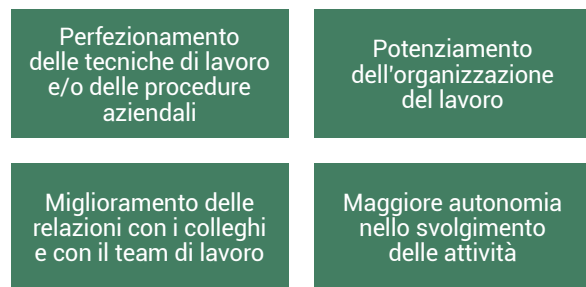 Perfezionamento
delle tecniche di lavoro
e/o delle procedure
aziendali
Potenziamento
dell'organizzazione
del lavoro
Miglioramento delle
relazioni con i colleghi
e con il team di lavoro
Maggiore autonomia
nello svolgimento
delle attività